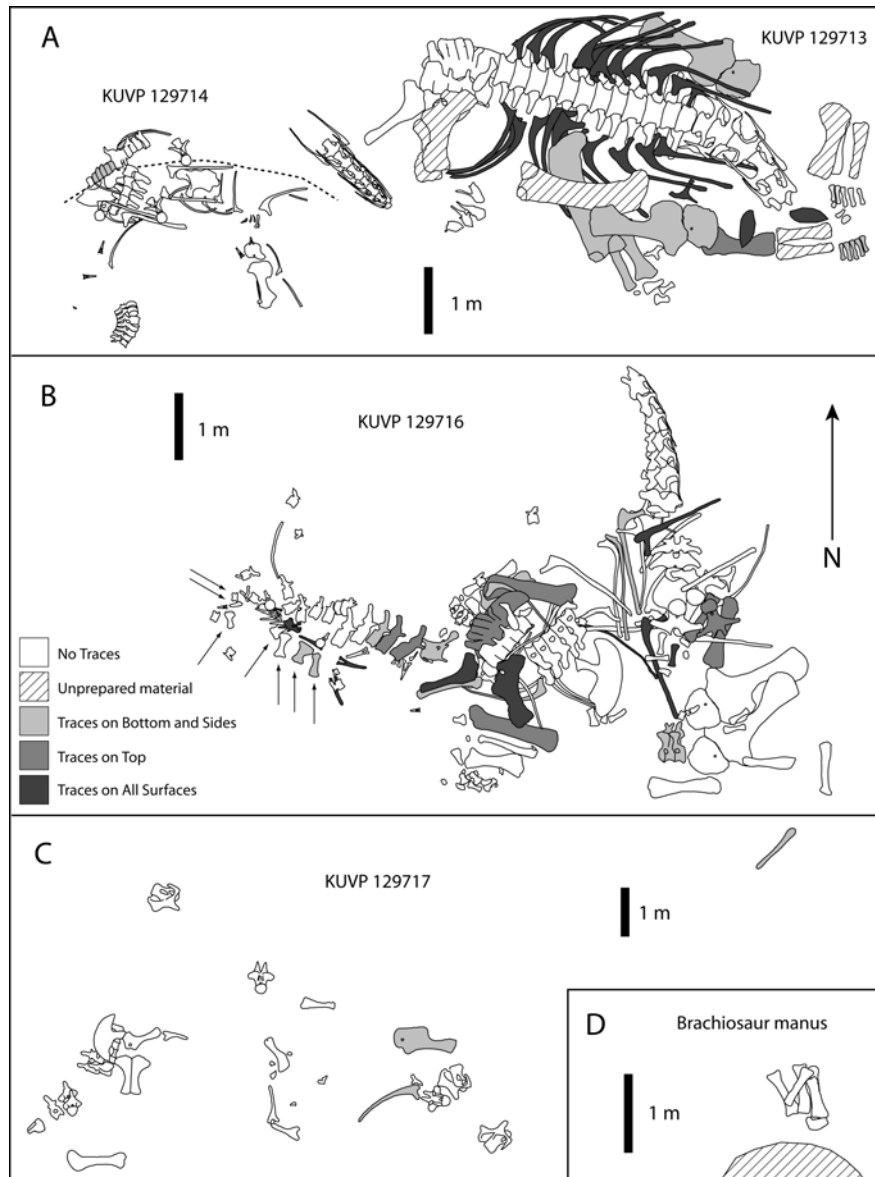 A
KUVP 129713
KUVP 129714
1 m
B
1 m
KUVP 129716
N
No Traces
Unprepared material
Traces on Bottom and Sides
Traces on Top
Traces on All Surfaces
C
KUVP 129717
1 m
D
Brachiosaur manus
1 m